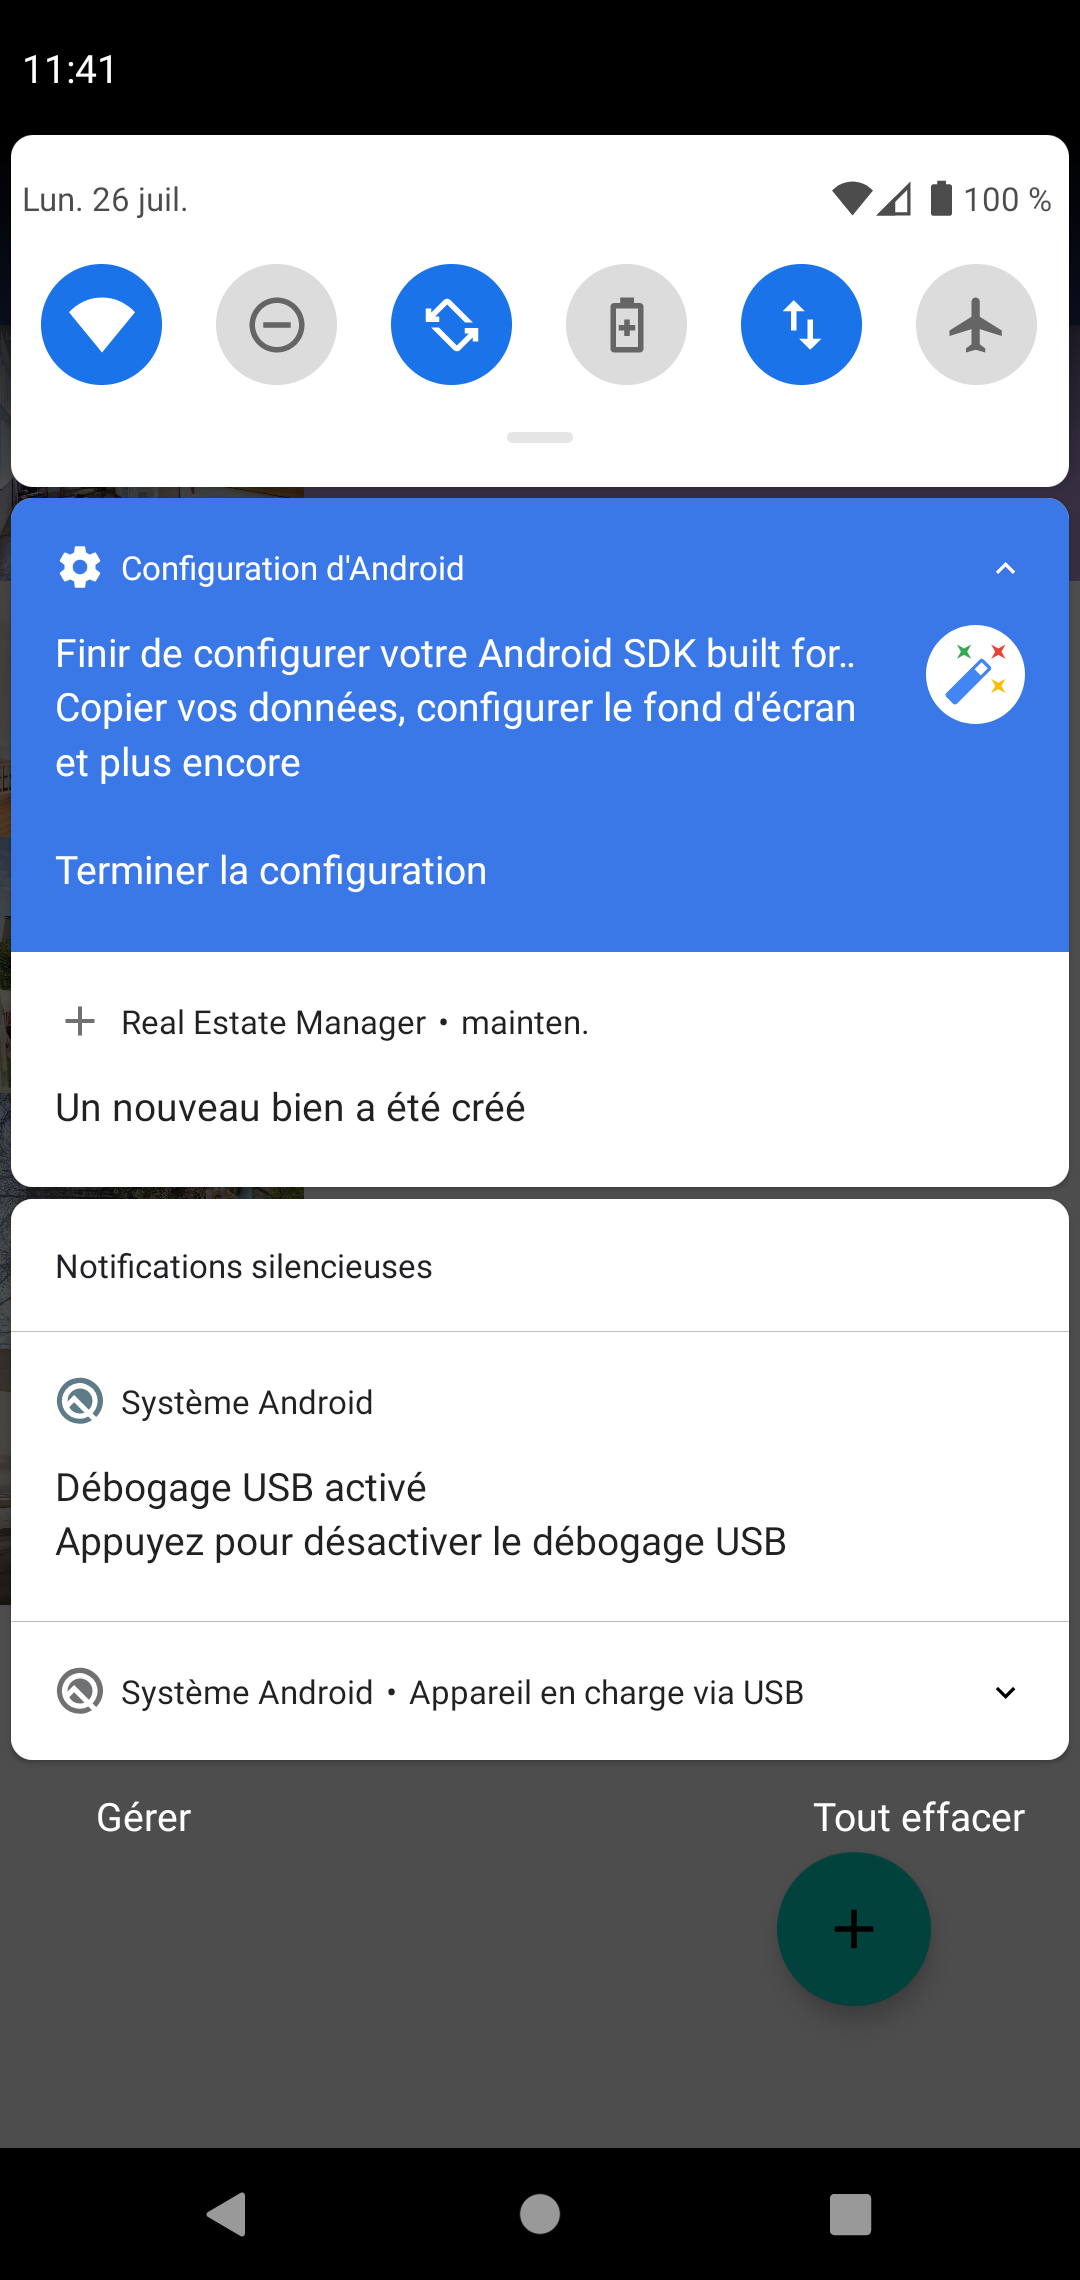 11:41
Lun. 26 juil.
100 %
Configuration d'Android
Finir de configurer votre Android SDK built for..
Copier vos données, configurer le fond d'écran
et plus encore
Terminer la configuration
Real Estate Manager • mainten.
Un nouveau bien a été créé
Notifications silencieuses
Système Android
Débogage USB activé
Appuyez pour désactiver le débogage USB
Système Android • Appareil en charge via USB
Gérer
Tout effacer